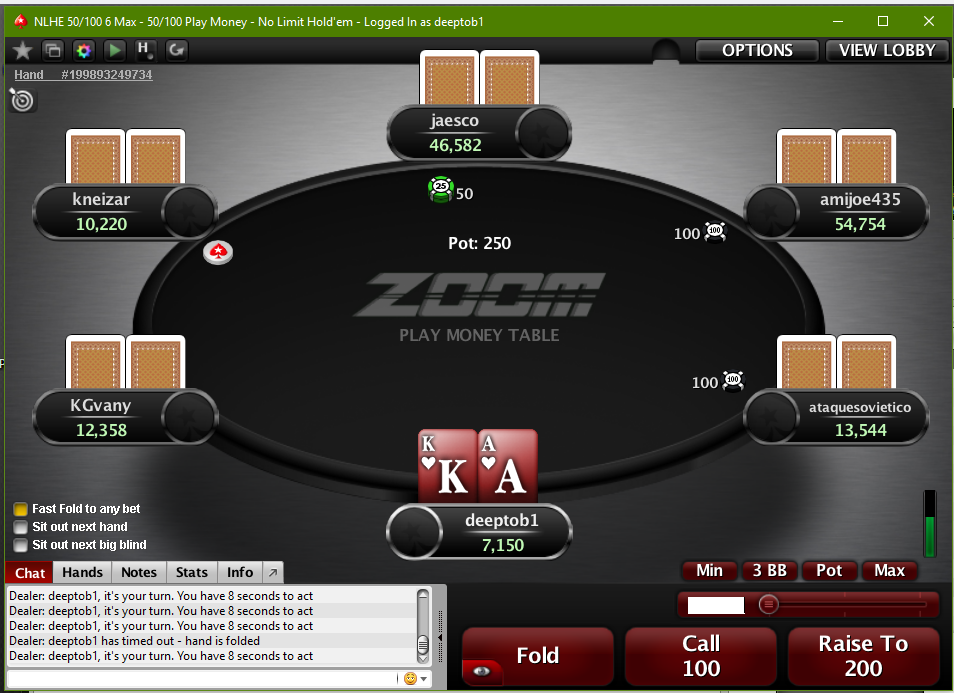 NLHE 50/100 6 Max - 50/100 Play Money - No Limit Hold'em - Logged In as deeptob1
H
OPTIONS
VIEW LOBBY
Hand #199893249734
jaesco
46,582
kneizar
10,220
amijoe435
54,754
25
50
100
100
Pot: 250
ZOOM
PLAY MONEY TABLE
100
100
KGvany
12,358
ataquesovietico
13,544
K
K
A
A
deeptob1
7,150
Fast Fold to any bet
Sit out next hand
Sit out next big blind
Min
3 BB
Pot
Max
Chat
Hands
Notes
Stats
Info
Dealer: deeptob1, it's your turn. You have 8 seconds to act
Dealer: deeptob1, it's your turn. You have 8 seconds to act
Dealer: deeptob1, it's your turn. You have 8 seconds to act
Dealer: deeptob1 has timed out - hand is folded
Dealer: deeptob1, it's your turn. You have 8 seconds to act
Fold
Call
100
Raise To
200